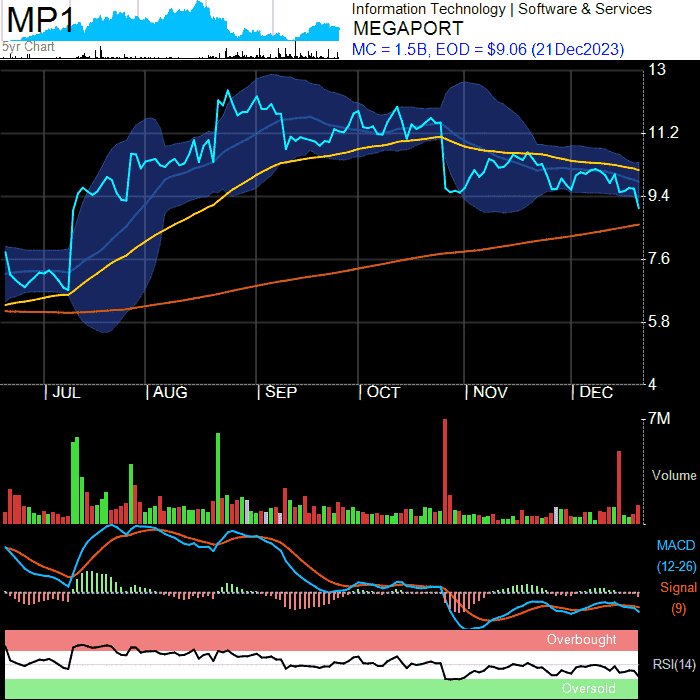 MP1
Information Technology | Software & Services
MEGAPORT
MC = 1.5B, EOD = $9.06 (21Dec2023)
5yr Chart
13
11.2
9.4
7.6
5.8
4
JUL AUG SEP OCT NOV DEC
7M
Volume
MACD
(12-26)
Signal
(9)
Overbought
RSI(14)
Oversold